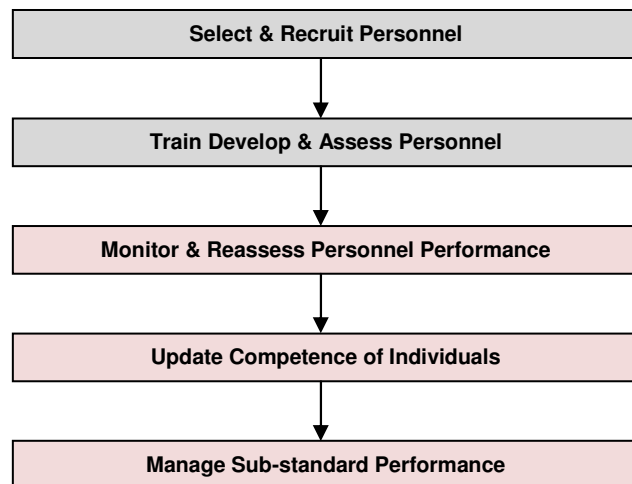 Select & Recruit Personnel
Train Develop & Assess Personnel
Monitor & Reassess Personnel Performance
Update Competence of Individuals
Manage Sub-standard Performance